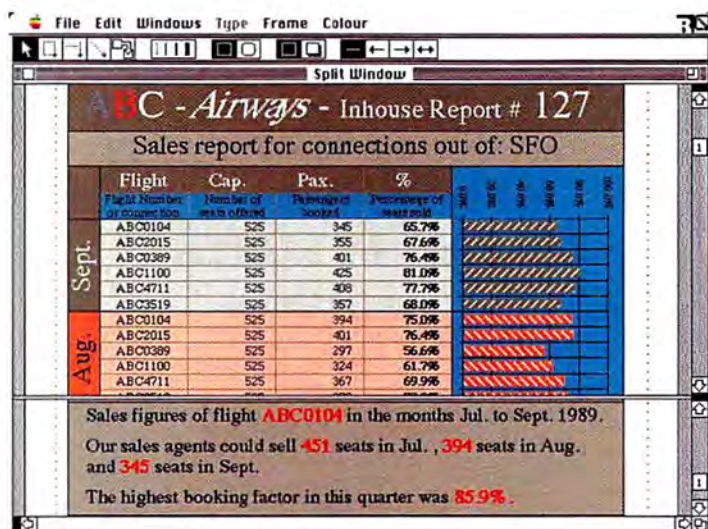 File Edit Windows Type Frame Colour
Split Window
ABC - Airways - Inhouse Report # 127
Sales report for connections out of: SFO
Flight Cap. Pax. %
Flight Number Number of Passengers Percentage of
or connection seats offered booked seats sold
Sept.
ABC0104 525 345 65.7%
ABC2015 525 355 67.6%
ABC0389 525 401 76.4%
ABC1100 525 425 81.0%
ABC4711 525 408 77.7%
ABC3519 525 357 68.0%
Aug.
ABC0104 525 394 75.0%
ABC2015 525 401 76.4%
ABC0389 525 297 56.6%
ABC1100 525 324 61.7%
ABC4711 525 367 69.9%
Sales figures of flight ABC0104 in the months Jul. to Sept. 1989.
Our sales agents could sell 451 seats in Jul. , 394 seats in Aug.
and 345 seats in Sept.
The highest booking factor in this quarter was 85.9% .
1
1